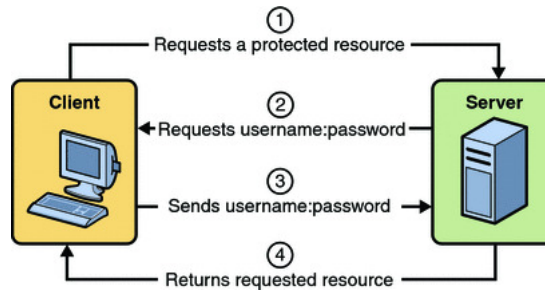 1
Requests a protected resource
Client
Server
2
Requests username:password
3
Sends username:password
4
Returns requested resource